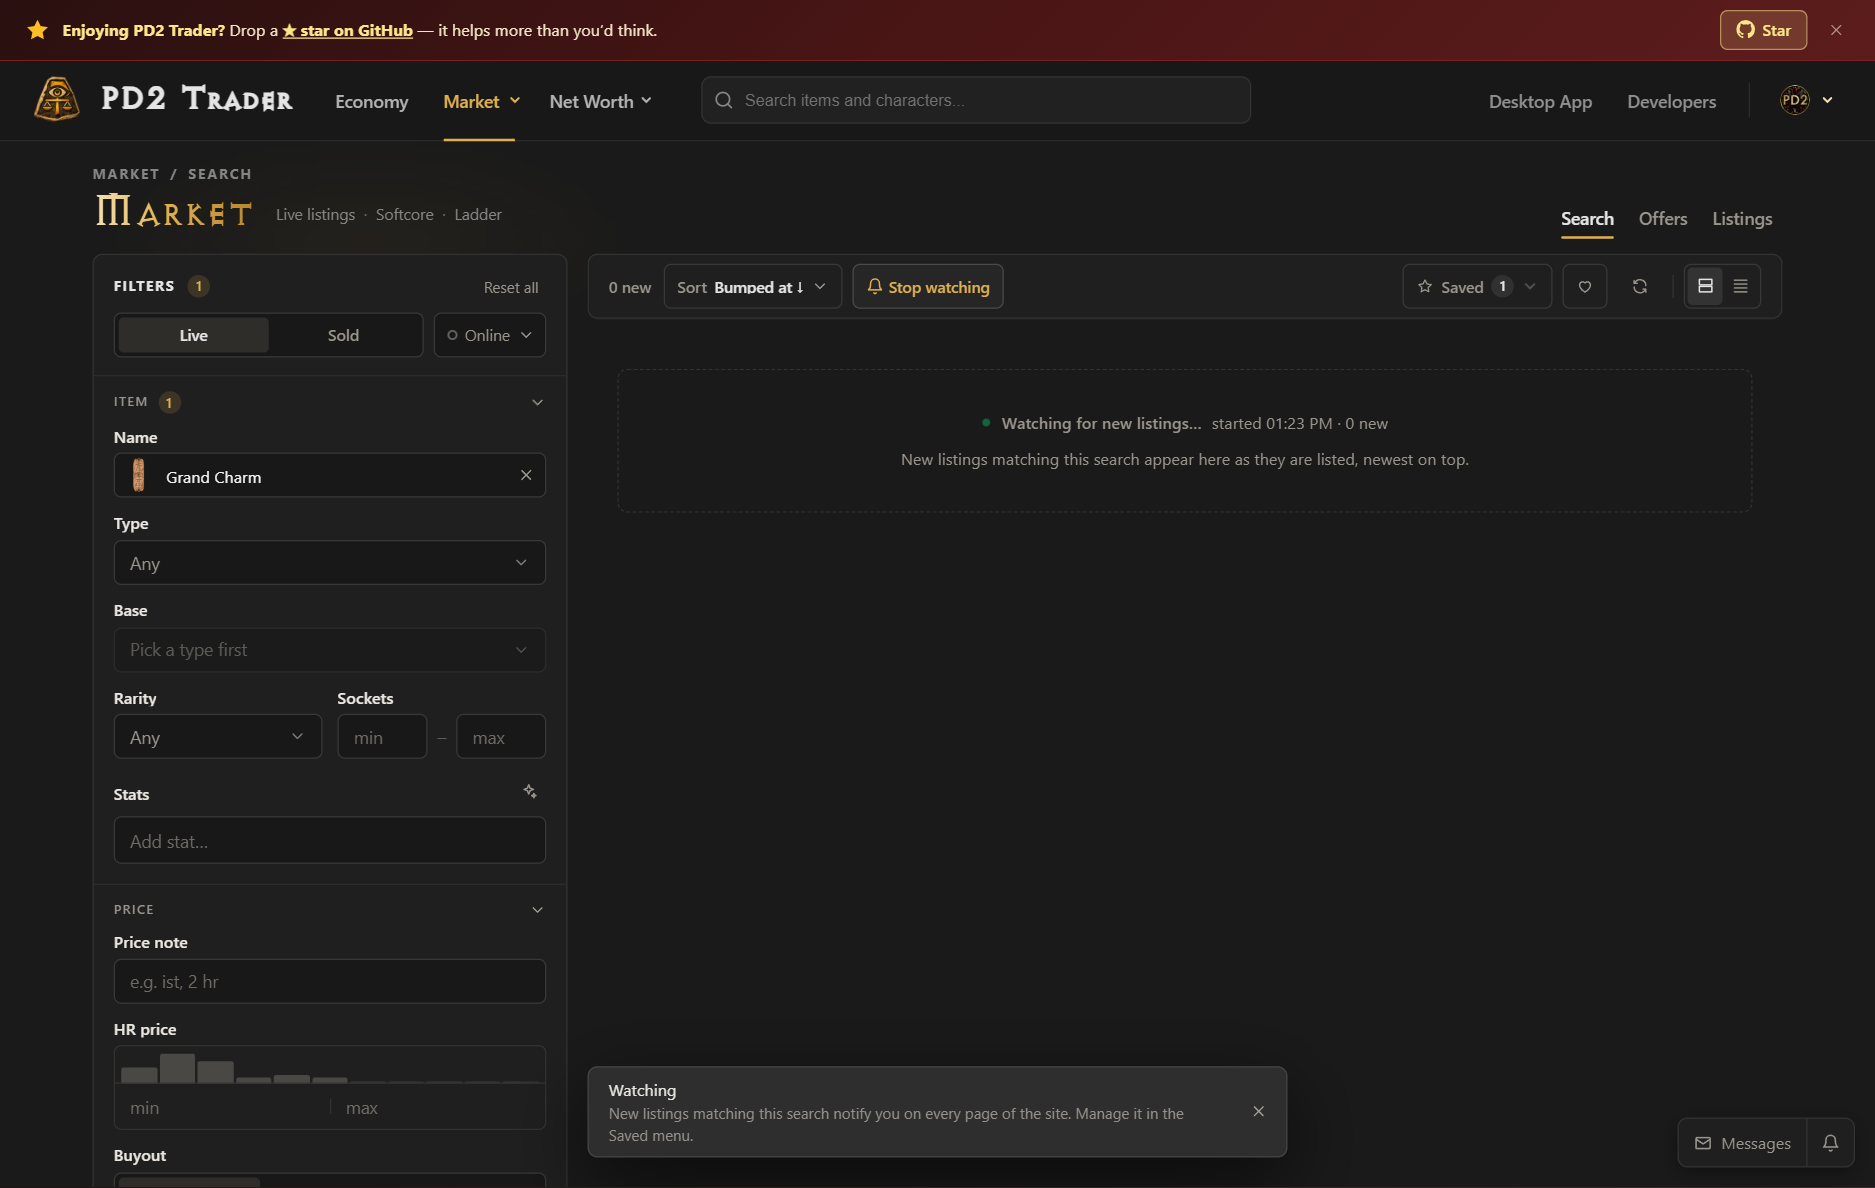 Enjoying PD2 Trader? Drop a ★ star on GitHub — it helps more than you’d think.
Star
PD2 Trader
Economy
Market
Net Worth
Search items and characters...
Desktop App
Developers
PD2
MARKET / SEARCH
Market
Live listings · Softcore · Ladder
Search
Offers
Listings
FILTERS 1
Reset all
Live
Sold
Online
0 new
Sort Bumped at ↓
Stop watching
Saved 1
ITEM 1
Name
Grand Charm
Type
Any
Base
Pick a type first
Rarity
Sockets
Any
min – max
Stats
Add stat...
Watching for new listings... started 01:23 PM · 0 new
New listings matching this search appear here as they are listed, newest on top.
PRICE
Price note
e.g. ist, 2 hr
HR price
min
max
Buyout
Watching
New listings matching this search notify you on every page of the site. Manage it in the
Saved menu.
Messages